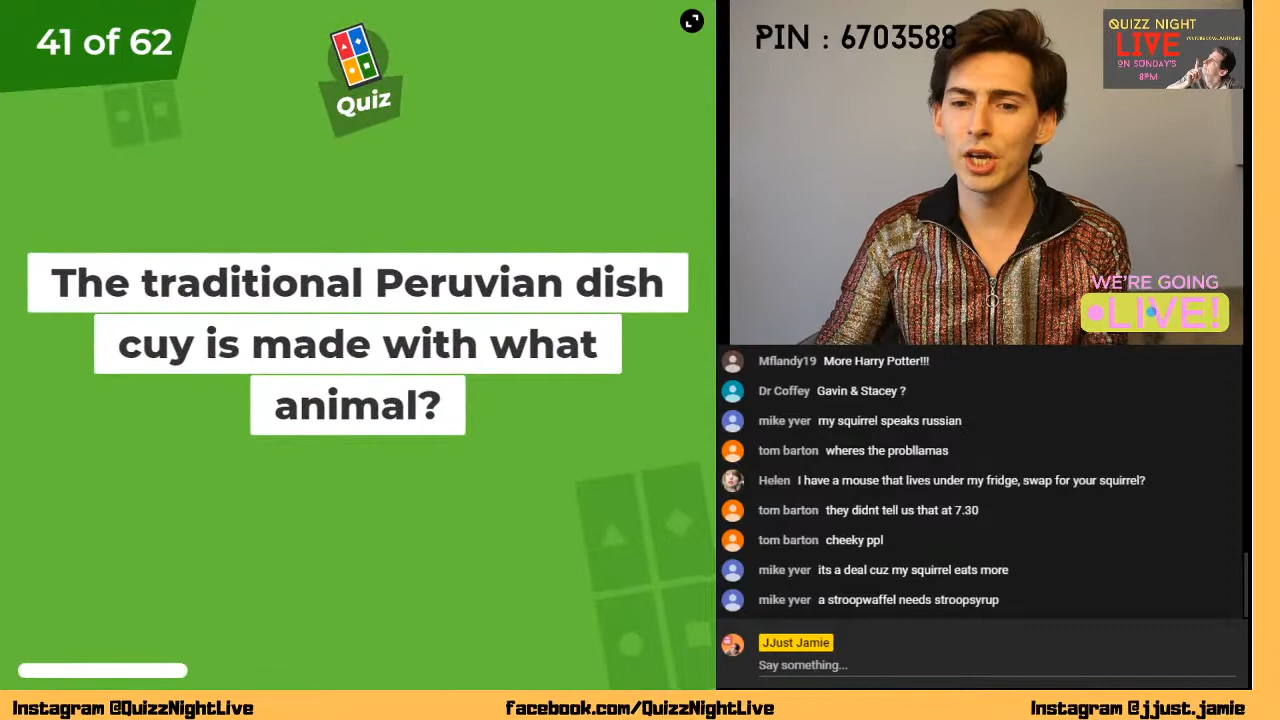 41 of 62
Quiz
The traditional Peruvian dish
cuy is made with what
animal?
PIN : 6703588
QUIZZ NIGHT
LIVE
ON SUNDAY'S
8PM
WE'RE GOING
LIVE!
Mflandy19 More Harry Potter!!!
Dr Coffey Gavin & Stacey ?
mike yver my squirrel speaks russian
tom barton wheres the probllamas
Helen I have a mouse that lives under my fridge, swap for your squirrel?
tom barton they didnt tell us that at 7.30
tom barton cheeky ppl
mike yver its a deal cuz my squirrel eats more
mike yver a stroopwaffel needs stroopsyrup
JJust Jamie
Say something...
Instagram @QuizzNightLive
facebook.com/QuizzNightLive
Instagram @jjust.jamie